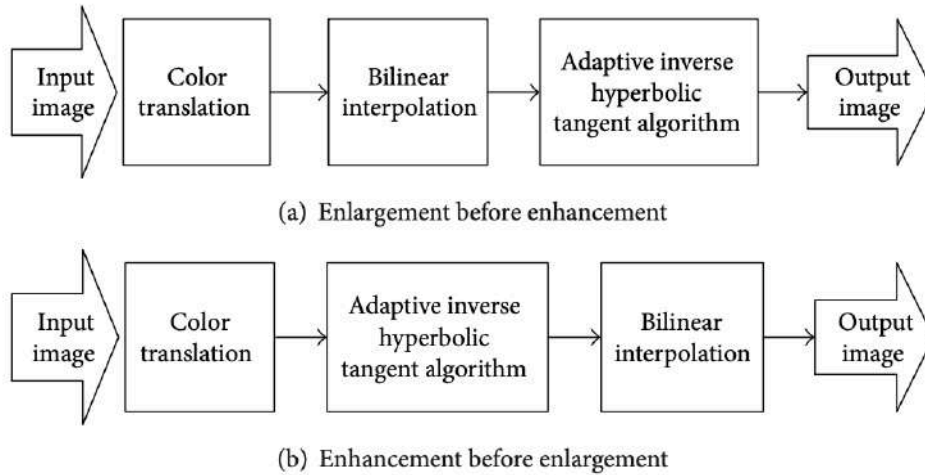 Input
image
Color
translation
Bilinear
interpolation
Adaptive inverse
hyperbolic
tangent algorithm
Output
image
(a) Enlargement before enhancement
Input
image
Color
translation
Adaptive inverse
hyperbolic
tangent algorithm
Bilinear
interpolation
Output
image
(b) Enhancement before enlargement